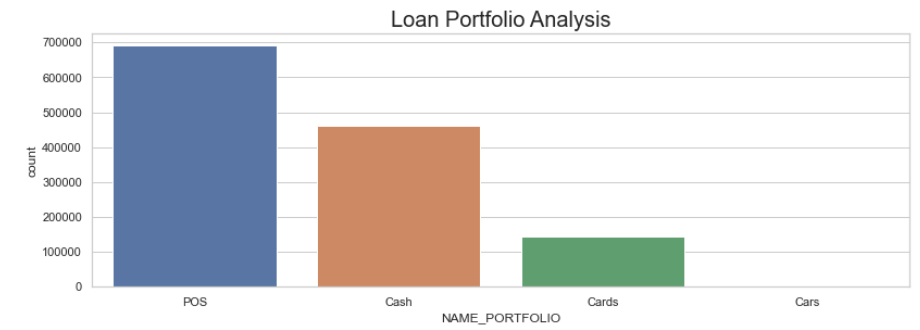 Loan Portfolio Analysis
700000
600000
500000
400000
300000
200000
100000
0
count
POS Cash Cards Cars
NAME_PORTFOLIO